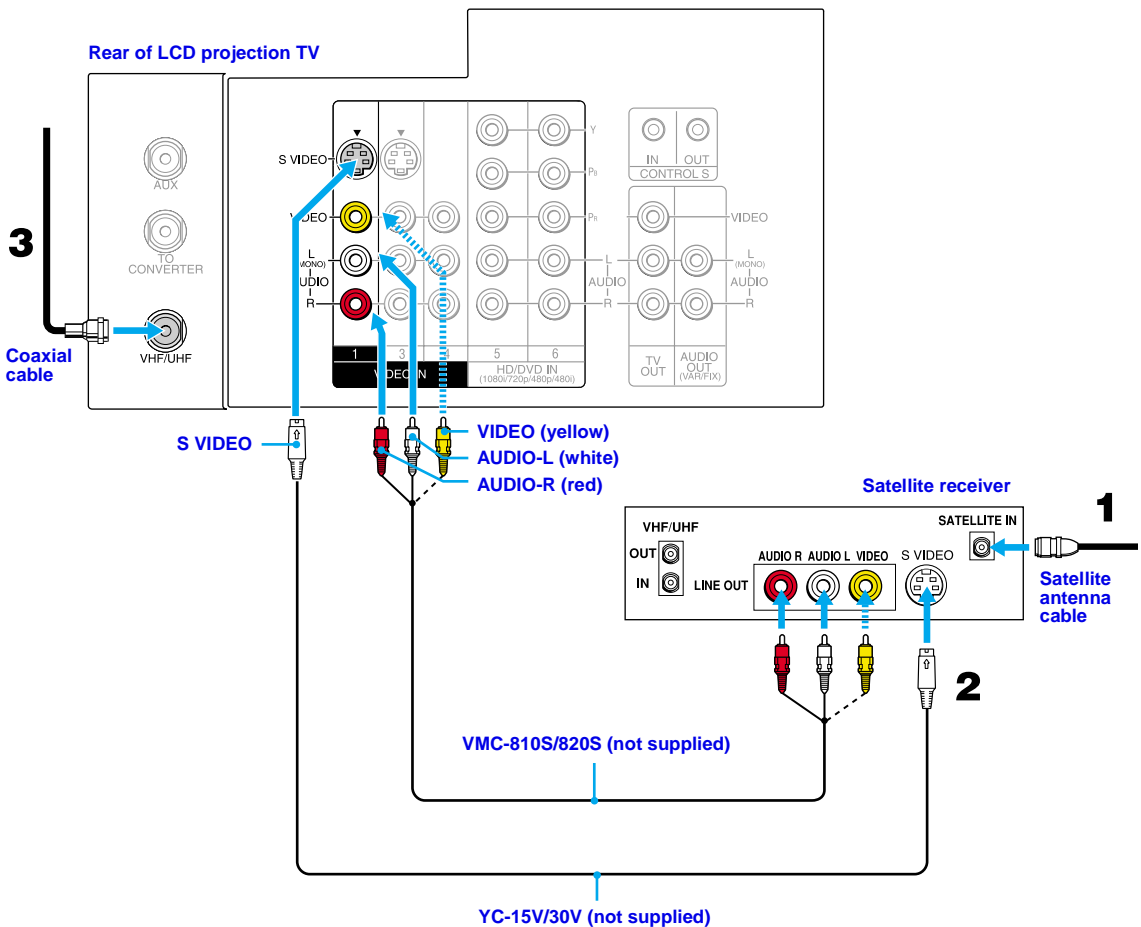 Rear of LCD projection TV
3
AUX
TO
CONVERTER
VHF/UHF
Coaxial
cable
S VIDEO
VIDEO
L
(MONO)
AUDIO
R
1
3
4
VIDEO IN
Y
PB
PR
L
AUDIO
R
5
6
HD/DVD IN
(1080i/720p/480p/480i)
IN
OUT
CONTROL S
VIDEO
L
(MONO)
AUDIO
R
TV
OUT
AUDIO
OUT
(VAR/FIX)
S VIDEO
VIDEO (yellow)
AUDIO-L (white)
AUDIO-R (red)
Satellite receiver
1
VHF/UHF
OUT
IN
LINE OUT
AUDIO R
AUDIO L
VIDEO
S VIDEO
SATELLITE IN
Satellite
antenna
cable
2
VMC-810S/820S (not supplied)
YC-15V/30V (not supplied)